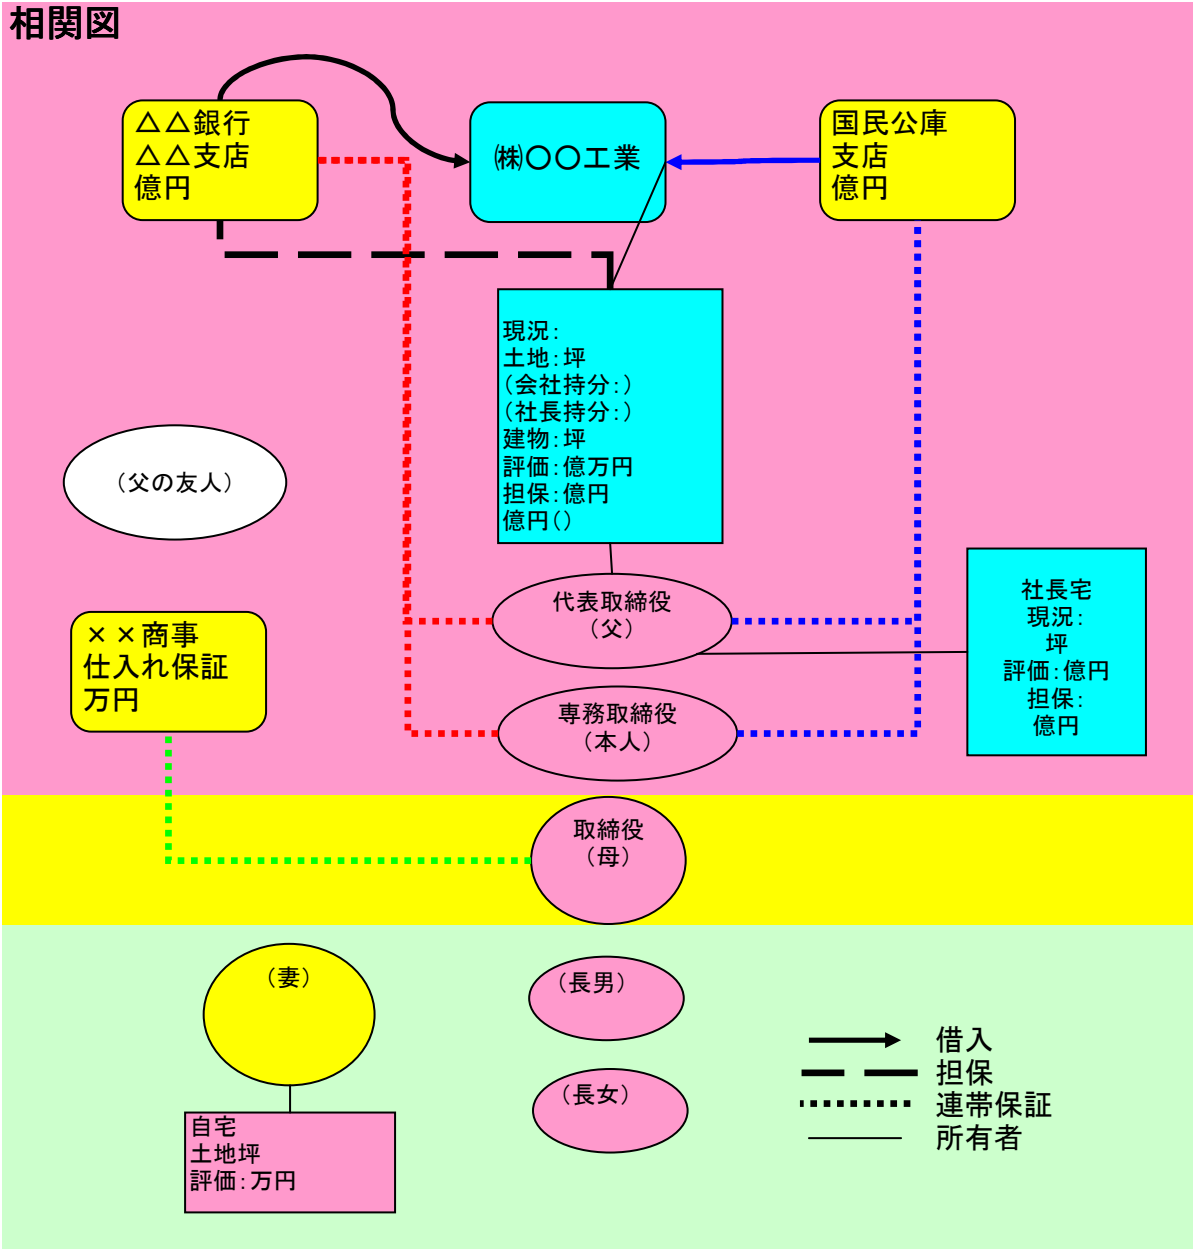 相関図
△△銀行
△△支店
億円
㈱〇〇工業
国民公庫
支店
億円
現況：
土地：坪
（会社持分：）
（社長持分：）
建物：坪
評価：億万円
担保：億円
億円（）
（父の友人）
代表取締役
（父）
社長宅
現況：
坪
評価：億円
担保：
億円
××商事
仕入れ保証
万円
専務取締役
（本人）
取締役
（母）
（妻）
（長男）
（長女）
自宅
土地坪
評価：万円
借入
担保
連帯保証
所有者